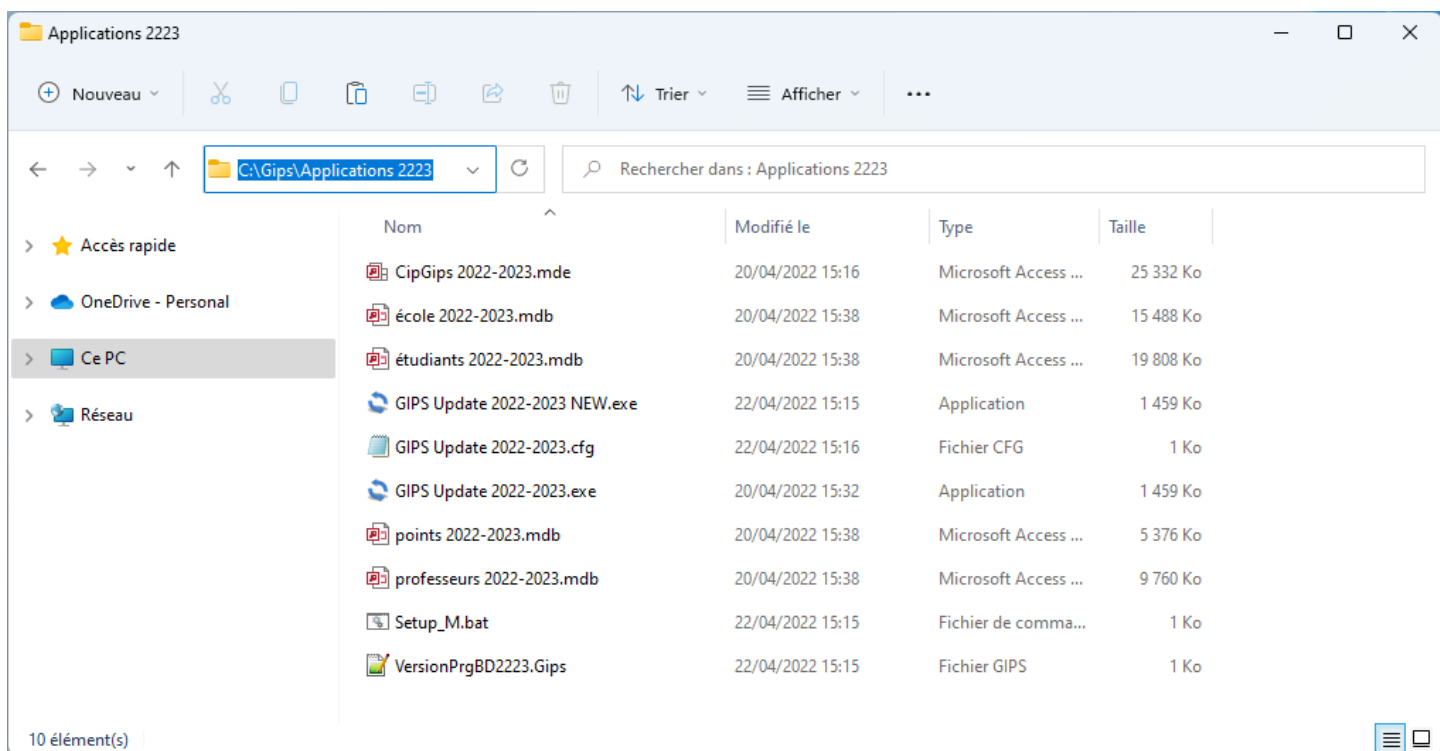 Applications 2223
Nouveau
Trier
Afficher
C:\Gips\Applications 2223
Rechercher dans : Applications 2223
Nom Modifié le Type Taille
Accès rapide
OneDrive - Personal
Ce PC
Réseau
CipGips 2022-2023.mde 20/04/2022 15:16 Microsoft Access ... 25 332 Ko
école 2022-2023.mdb 20/04/2022 15:38 Microsoft Access ... 15 488 Ko
étudiants 2022-2023.mdb 20/04/2022 15:38 Microsoft Access ... 19 808 Ko
GIPS Update 2022-2023 NEW.exe 22/04/2022 15:15 Application 1 459 Ko
GIPS Update 2022-2023.cfg 22/04/2022 15:16 Fichier CFG 1 Ko
GIPS Update 2022-2023.exe 20/04/2022 15:32 Application 1 459 Ko
points 2022-2023.mdb 20/04/2022 15:38 Microsoft Access ... 5 376 Ko
professeurs 2022-2023.mdb 20/04/2022 15:38 Microsoft Access ... 9 760 Ko
Setup_M.bat 22/04/2022 15:15 Fichier de comma... 1 Ko
VersionPrgBD2223.Gips 22/04/2022 15:15 Fichier GIPS 1 Ko
10 élément(s)